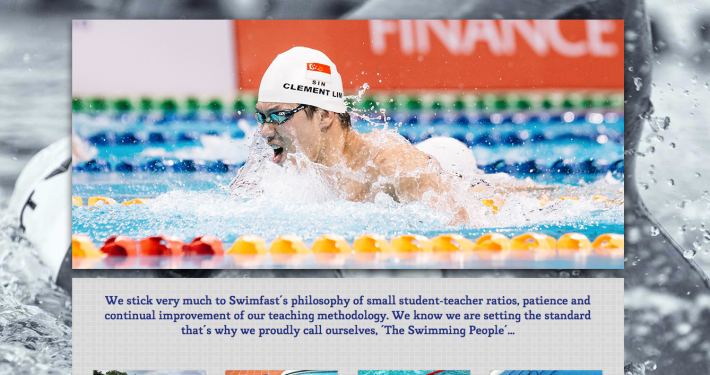 FINANCE
SIN
CLEMENT LIM
We stick very much to Swimfast´s philosophy of small student-teacher ratios, patience and
continual improvement of our teaching methodology. We know we are setting the standard
that´s why we proudly call ourselves, ´The Swimming People´...